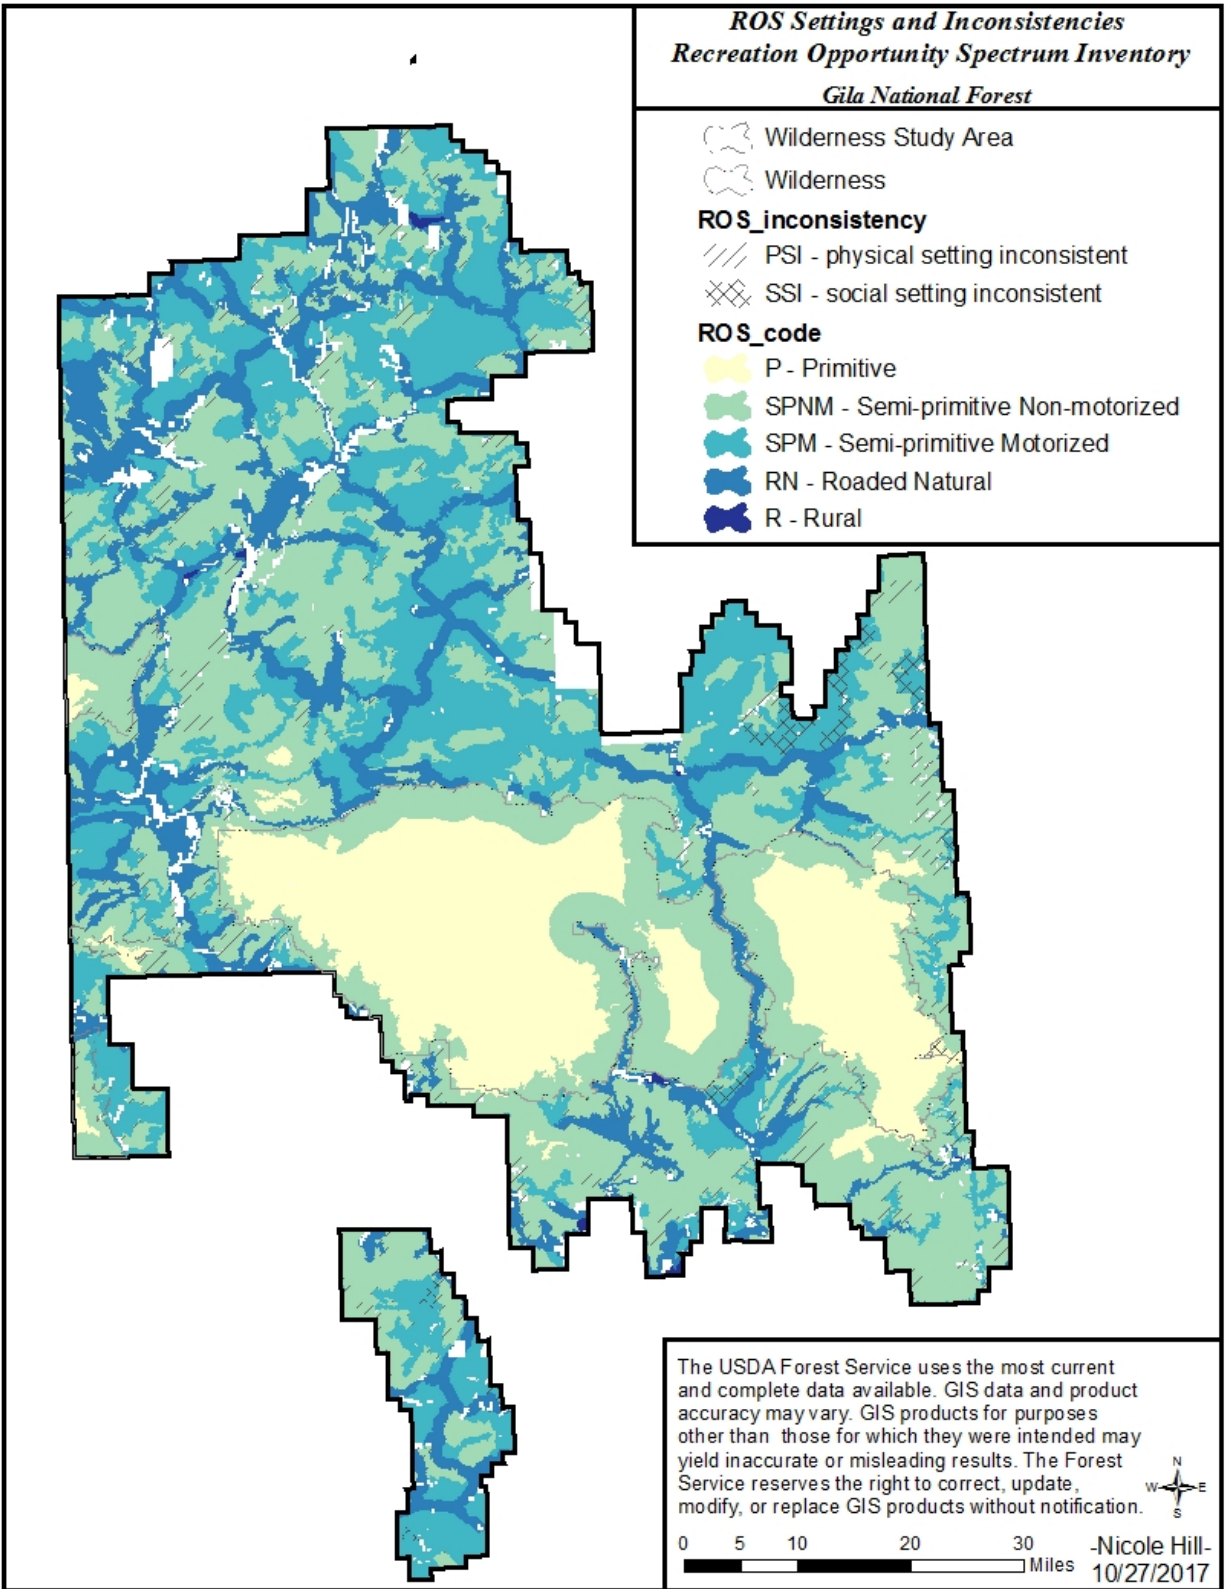 ROS Settings and Inconsistencies
Recreation Opportunity Spectrum Inventory
Gila National Forest
Wilderness Study Area
Wilderness
ROS_inconsistency
PSI - physical setting inconsistent
SSI - social setting inconsistent
ROS_code
P - Primitive
SPNM - Semi-primitive Non-motorized
SPM - Semi-primitive Motorized
RN - Roaded Natural
R - Rural
The USDA Forest Service uses the most current
and complete data available. GIS data and product
accuracy may vary. GIS products for purposes
other than those for which they were intended may
yield inaccurate or misleading results. The Forest
Service reserves the right to correct, update,
modify, or replace GIS products without notification.
N
W E
S
0 5 10 20 30
Miles
-Nicole Hill-
10/27/2017